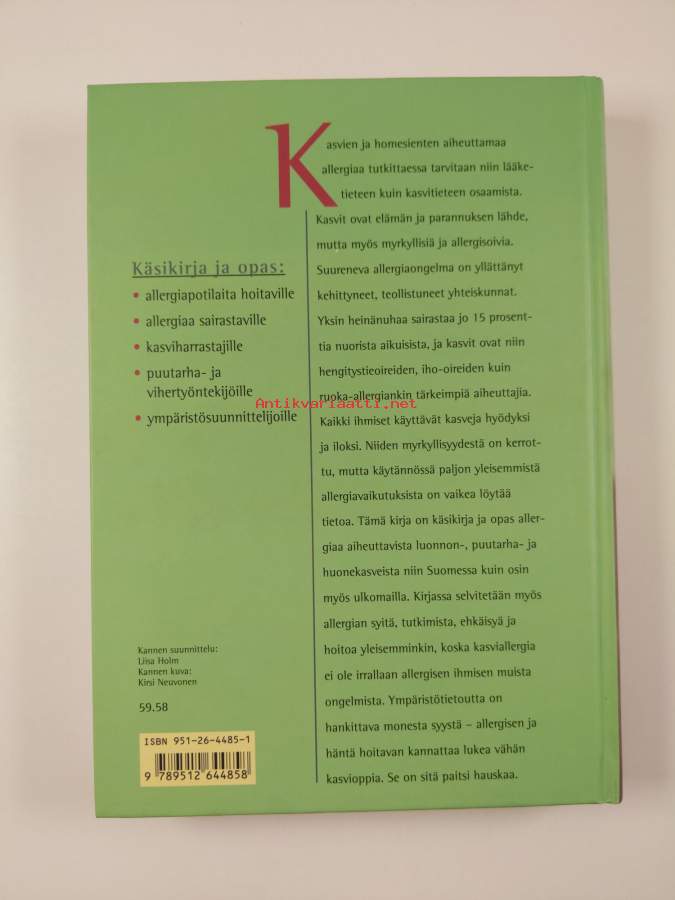 Kasvien ja homesienten aiheuttamaa
allergiaa tutkittaessa tarvitaan niin lääke-
tieteen kuin kasvitieteen osaamista.
Kasvit ovat elämän ja parannuksen lähde,
mutta myös myrkyllisiä ja allergisoivia.
Suureneva allergiaongelma on yllättänyt
kehittyneet, teollistuneet yhteiskunnat.
Yksin heinänuhaa sairastaa jo 15 prosent-
tia nuorista aikuisista, ja kasvit ovat niin
hengitystieoireiden, iho-oireiden kuin
ruoka-allergiankin tärkeimpiä aiheuttajia.
Kaikki ihmiset käyttävät kasveja hyödyksi
ja iloksi. Niiden myrkyllisyydestä on kerrot-
tu, mutta käytännössä paljon yleisemmistä
allergiavaikutuksista on vaikea löytää
tietoa. Tämä kirja on käsikirja ja opas aller-
giaa aiheuttavista luonnon-, puutarha- ja
huonekasveista niin Suomessa kuin osin
myös ulkomailla. Kirjassa selvitetään myös
allergian syitä, tutkimista, ehkäisyä ja
hoitoa yleisemminkin, koska kasviallergia
ei ole irrallaan allergisen ihmisen muista
ongelmista. Ympäristötietoutta on
hankittava monesta syystä – allergisen ja
häntä hoitavan kannattaa lukea vähän
kasvioppia. Se on sitä paitsi hauskaa.
Käsikirja ja opas:
• allergiapotilaita hoitaville
• allergiaa sairastaville
• kasviharrastajille
• puutarha- ja
vihertyöntekijöille
• ympäristösuunnittelijoille
Antikvariaatti.net
Kannen suunnittelu:
Liisa Holm
Kannen kuva:
Kirsi Neuvonen
59.58
ISBN 951-26-4485-1
9 789512 644858